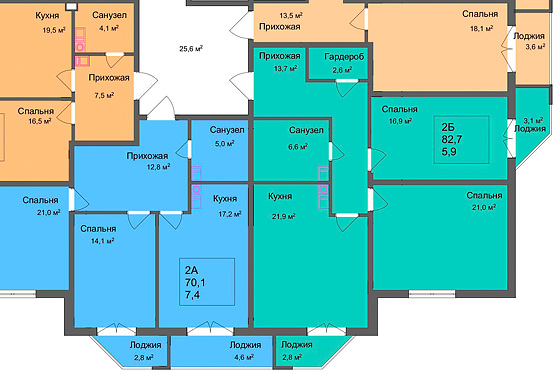 Кухня
19,5 м²
Санузел
4,1 м²
25,6 м²
13,5 м²
Прихожая
Спальня
18,1 м²
Лоджия
3,6 м²
Прихожая
7,5 м²
Прихожая
13,7 м²
Гардероб
2,6 м²
Спальня
16,5 м²
Прихожая
12,8 м²
Санузел
5,0 м²
Санузел
6,6 м²
Спальня
16,9 м²
2Б
82,7
5,9
3,1 м²
Лоджия
Спальня
21,0 м²
Спальня
14,1 м²
Кухня
17,2 м²
Кухня
21,9 м²
Спальня
21,0 м²
2А
70,1
7,4
Лоджия
2,8 м²
Лоджия
4,6 м²
Лоджия
2,8 м²